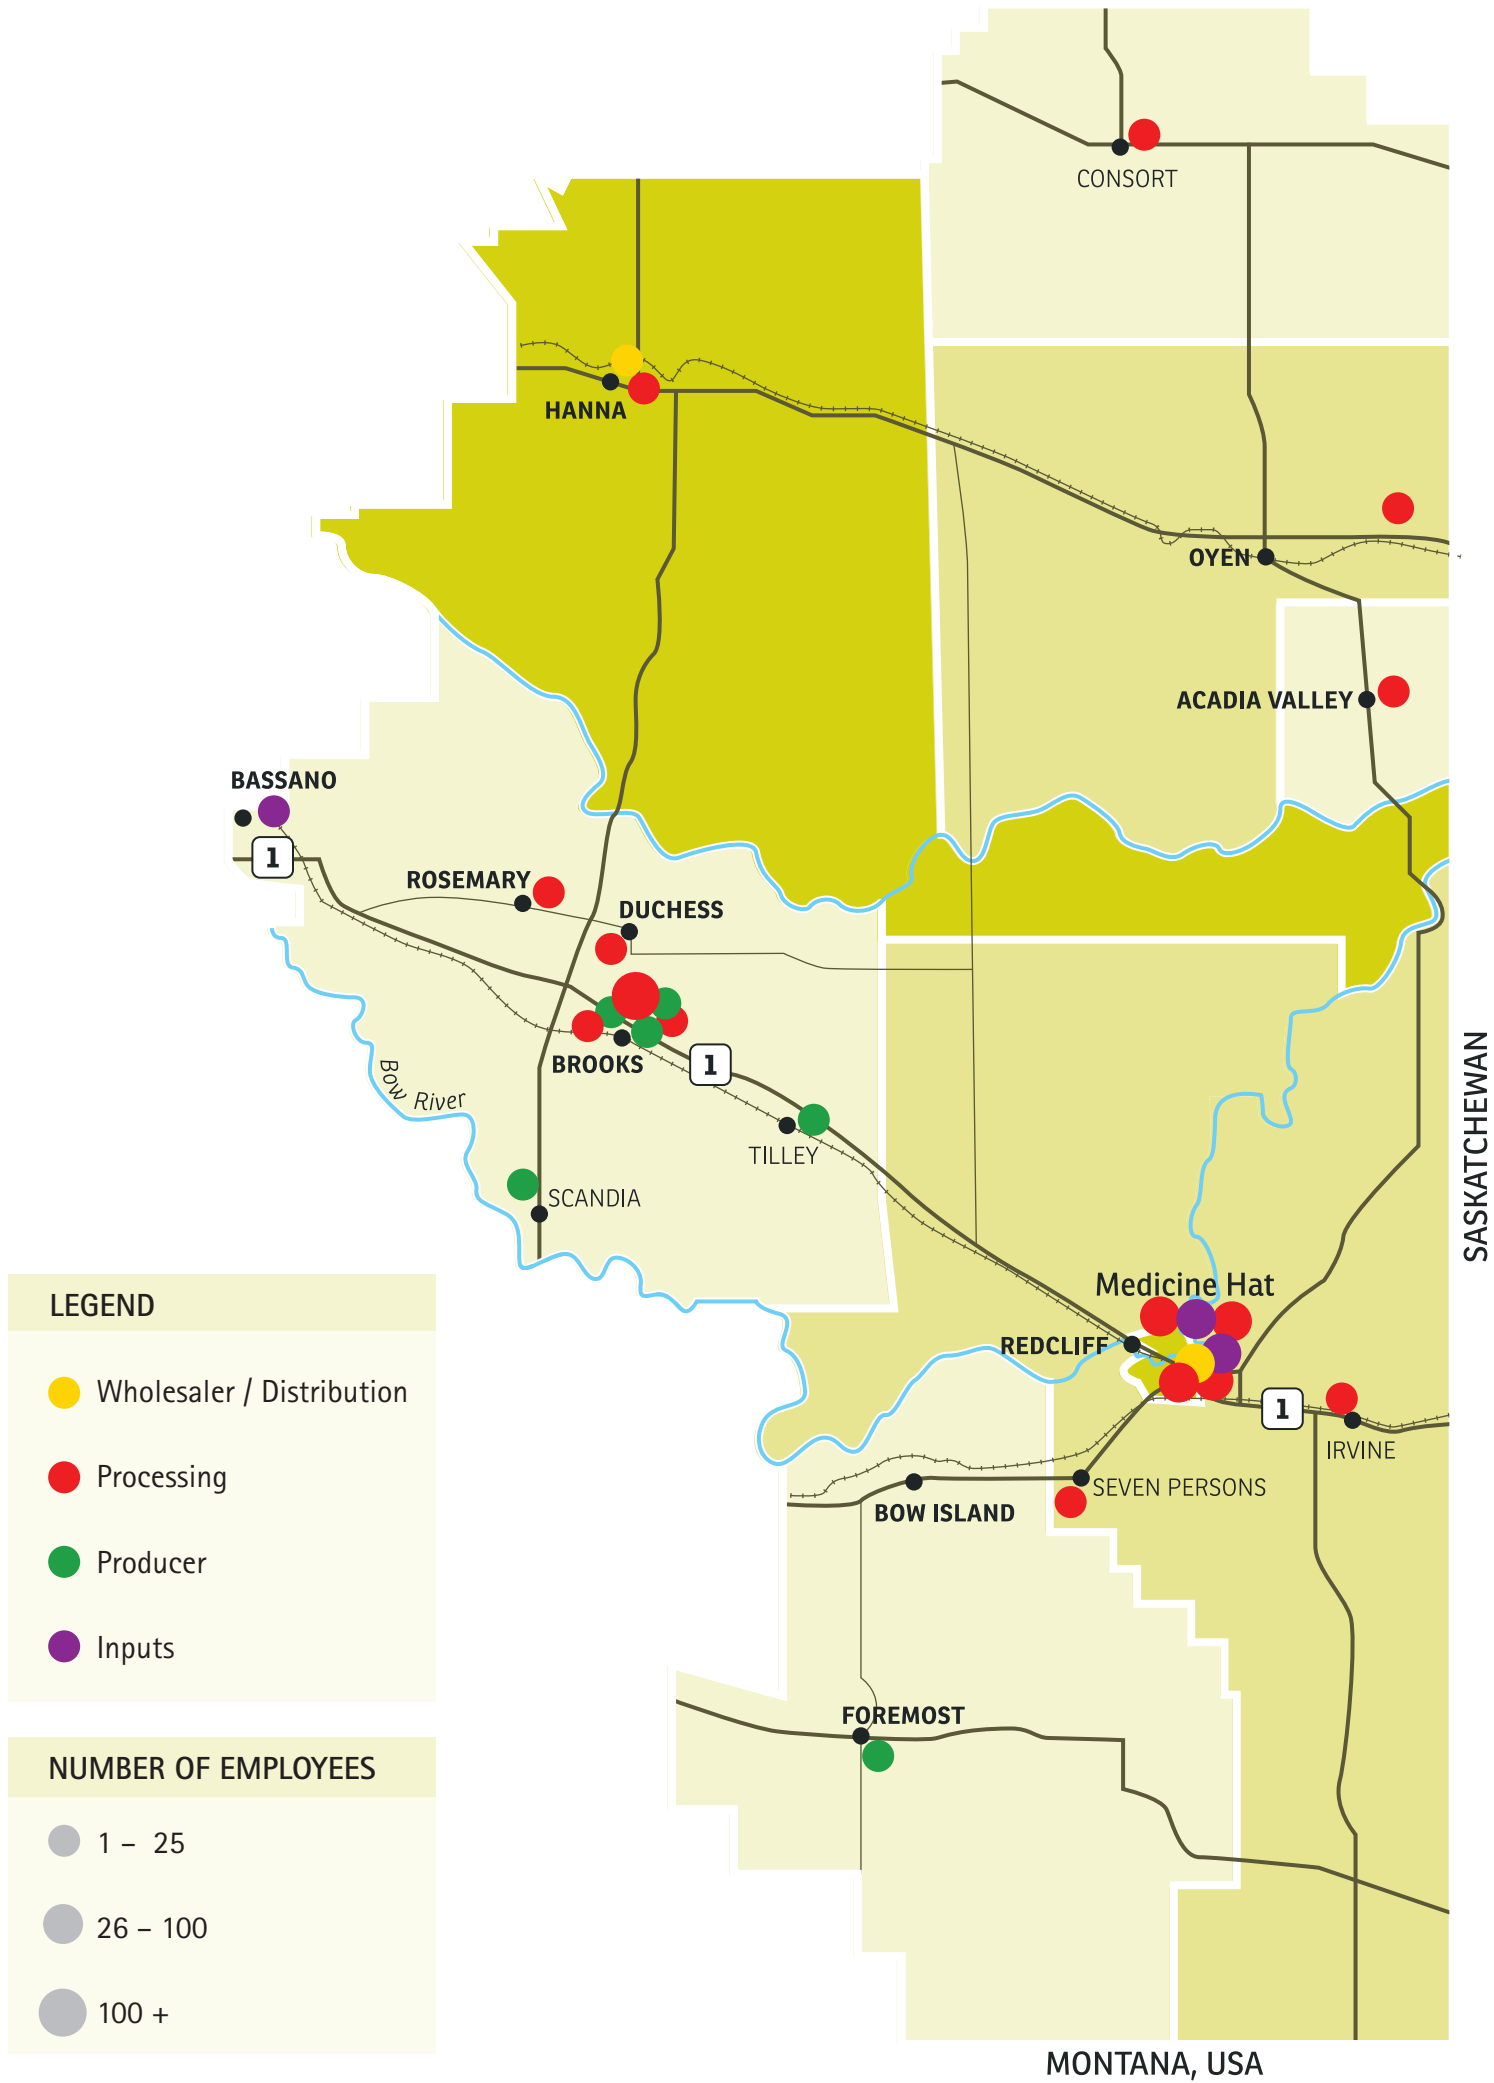 CONSORT
HANNA
OYEN
ACADIA VALLEY
BASSANO
1
ROSEMARY
DUCHESS
BROOKS
1
Bow River
TILLEY
SCANDIA
SASKATCHEWAN
Medicine Hat
REDCLIFF
1
IRVINE
SEVEN PERSONS
BOW ISLAND
FOREMOST
LEGEND
Wholesaler / Distribution
Processing
Producer
Inputs
NUMBER OF EMPLOYEES
1 – 25
26 – 100
100 +
MONTANA, USA